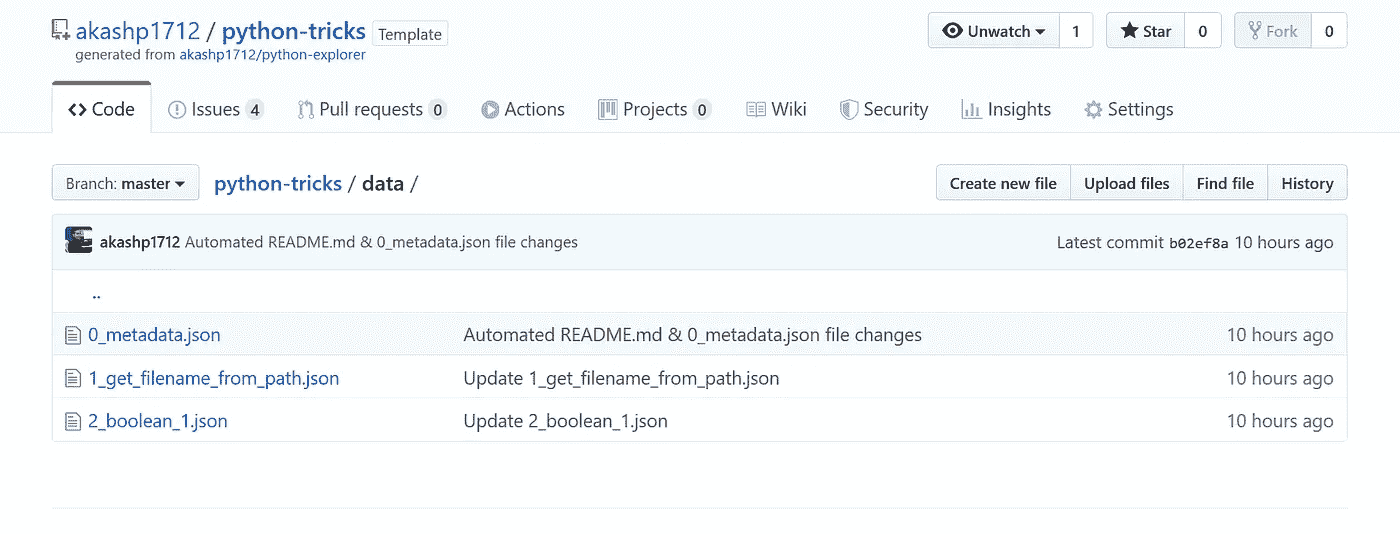 akashp1712 / python-tricks Template Unwatch 1 Star 0 Fork 0
generated from akashp1712/python-explorer
Code Issues 4 Pull requests 0 Actions Projects 0 Wiki Security Insights Settings
Branch: master python-tricks / data / Create new file Upload files Find file History
akashp1712 Automated README.md & 0_metadata.json file changes Latest commit b02ef8a 10 hours ago
..
0_metadata.json Automated README.md & 0_metadata.json file changes 10 hours ago
1_get_filename_from_path.json Update 1_get_filename_from_path.json 10 hours ago
2_boolean_1.json Update 2_boolean_1.json 10 hours ago